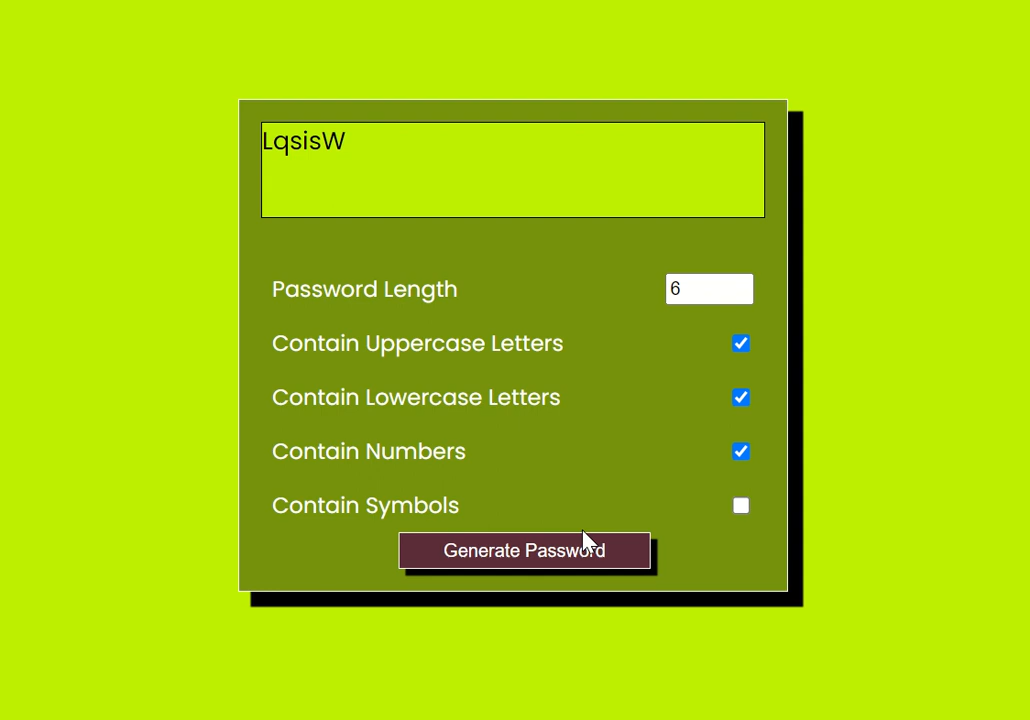 LqsisW
Password Length
6
Contain Uppercase Letters
Contain Lowercase Letters
Contain Numbers
Contain Symbols
Generate Password